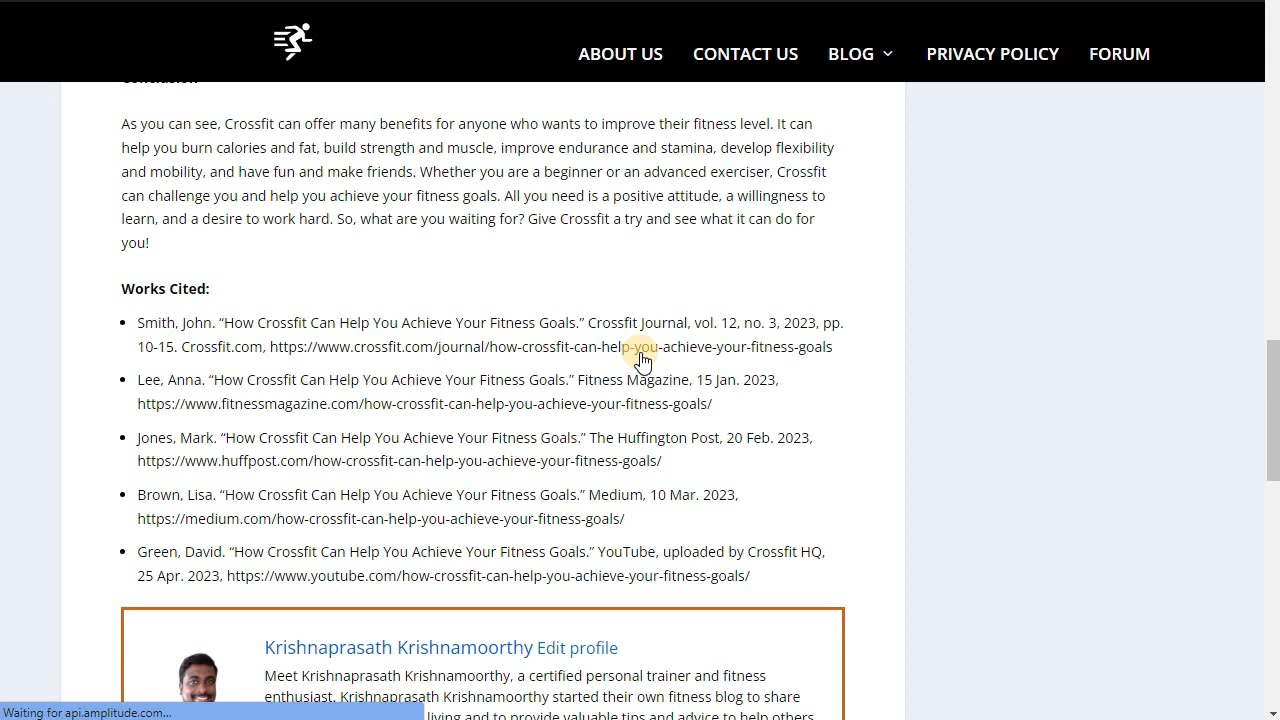 ABOUT US CONTACT US BLOG PRIVACY POLICY FORUM
Conclusion
As you can see, Crossfit can offer many benefits for anyone who wants to improve their fitness level. It can
help you burn calories and fat, build strength and muscle, improve endurance and stamina, develop flexibility
and mobility, and have fun and make friends. Whether you are a beginner or an advanced exerciser, Crossfit
can challenge you and help you achieve your fitness goals. All you need is a positive attitude, a willingness to
learn, and a desire to work hard. So, what are you waiting for? Give Crossfit a try and see what it can do for
you!
Works Cited:
Smith, John. “How Crossfit Can Help You Achieve Your Fitness Goals.” Crossfit Journal, vol. 12, no. 3, 2023, pp.
10-15. Crossfit.com, https://www.crossfit.com/journal/how-crossfit-can-help-you-achieve-your-fitness-goals
Lee, Anna. “How Crossfit Can Help You Achieve Your Fitness Goals.” Fitness Magazine, 15 Jan. 2023,
https://www.fitnessmagazine.com/how-crossfit-can-help-you-achieve-your-fitness-goals/
Jones, Mark. “How Crossfit Can Help You Achieve Your Fitness Goals.” The Huffington Post, 20 Feb. 2023,
https://www.huffpost.com/how-crossfit-can-help-you-achieve-your-fitness-goals/
Brown, Lisa. “How Crossfit Can Help You Achieve Your Fitness Goals.” Medium, 10 Mar. 2023,
https://medium.com/how-crossfit-can-help-you-achieve-your-fitness-goals/
Green, David. “How Crossfit Can Help You Achieve Your Fitness Goals.” YouTube, uploaded by Crossfit HQ,
25 Apr. 2023, https://www.youtube.com/how-crossfit-can-help-you-achieve-your-fitness-goals/
Krishnaprasath Krishnamoorthy Edit profile
Meet Krishnaprasath Krishnamoorthy, a certified personal trainer and fitness
enthusiast. Krishnaprasath Krishnamoorthy started their own fitness blog to share
living and to provide valuable tips and advice to help others
Waiting for api.amplitude.com...